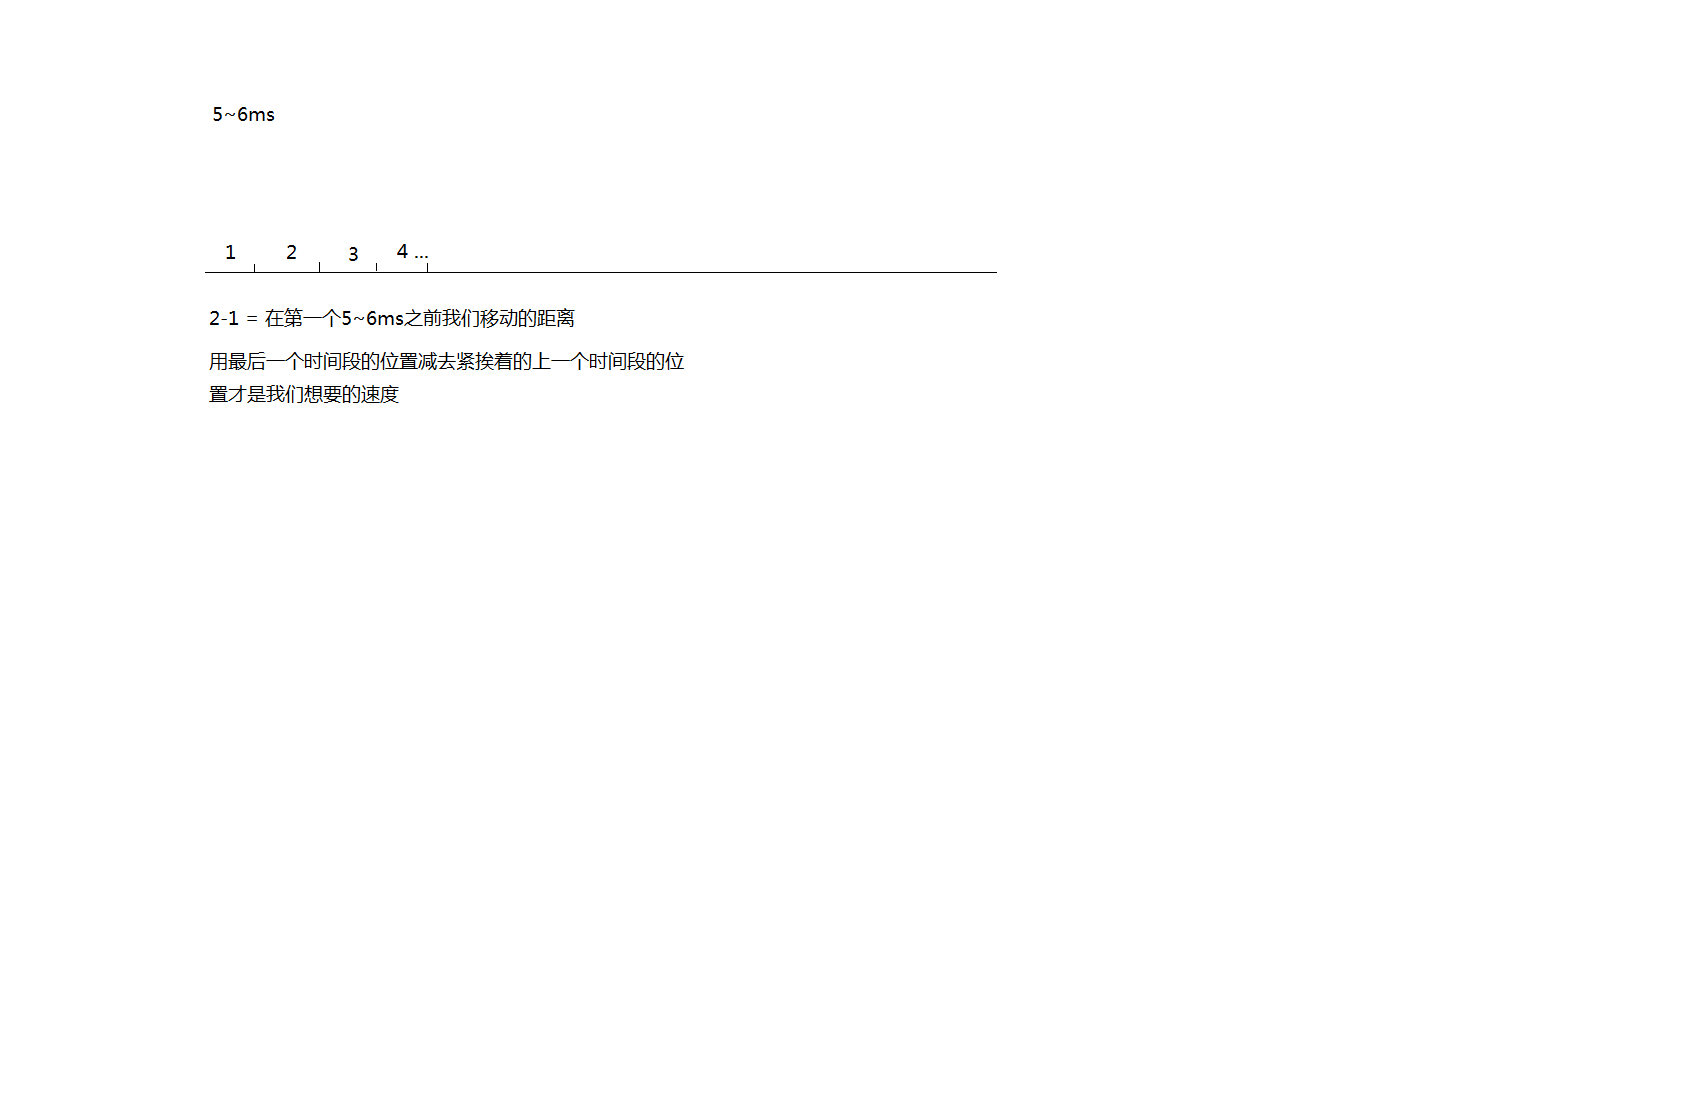 5~6ms
1 2 3 4 ...
2-1 = 在第一个5~6ms之前我们移动的距离
用最后一个时间段的位置减去紧挨着的上一个时间段的位
置才是我们想要的速度